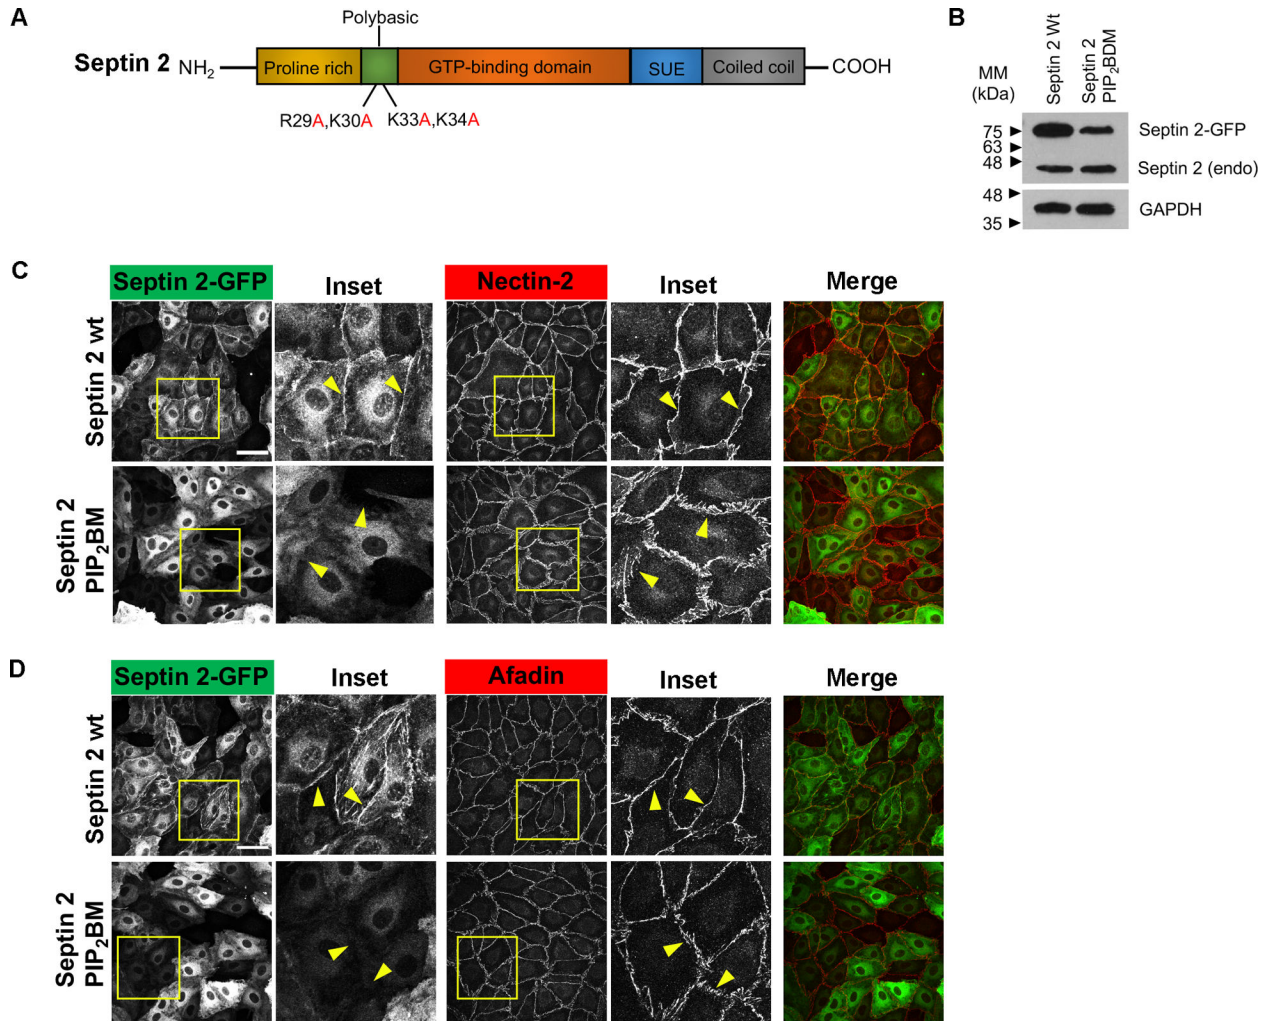 A
Polybasic
Septin 2 NH2 Proline rich GTP-binding domain SUE Coiled coil COOH
R29A,K30A K33A,K34A
B
MM
(kDa)
Septin 2 Wt
Septin 2
PIP2BDM
75
63
48
Septin 2-GFP
Septin 2 (endo)
48
35
GAPDH
C
Septin 2-GFP Inset Nectin-2 Inset Merge
Septin 2 wt
Septin 2
PIP2BM
D
Septin 2-GFP Inset Afadin Inset Merge
Septin 2 wt
Septin 2
PIP2BM